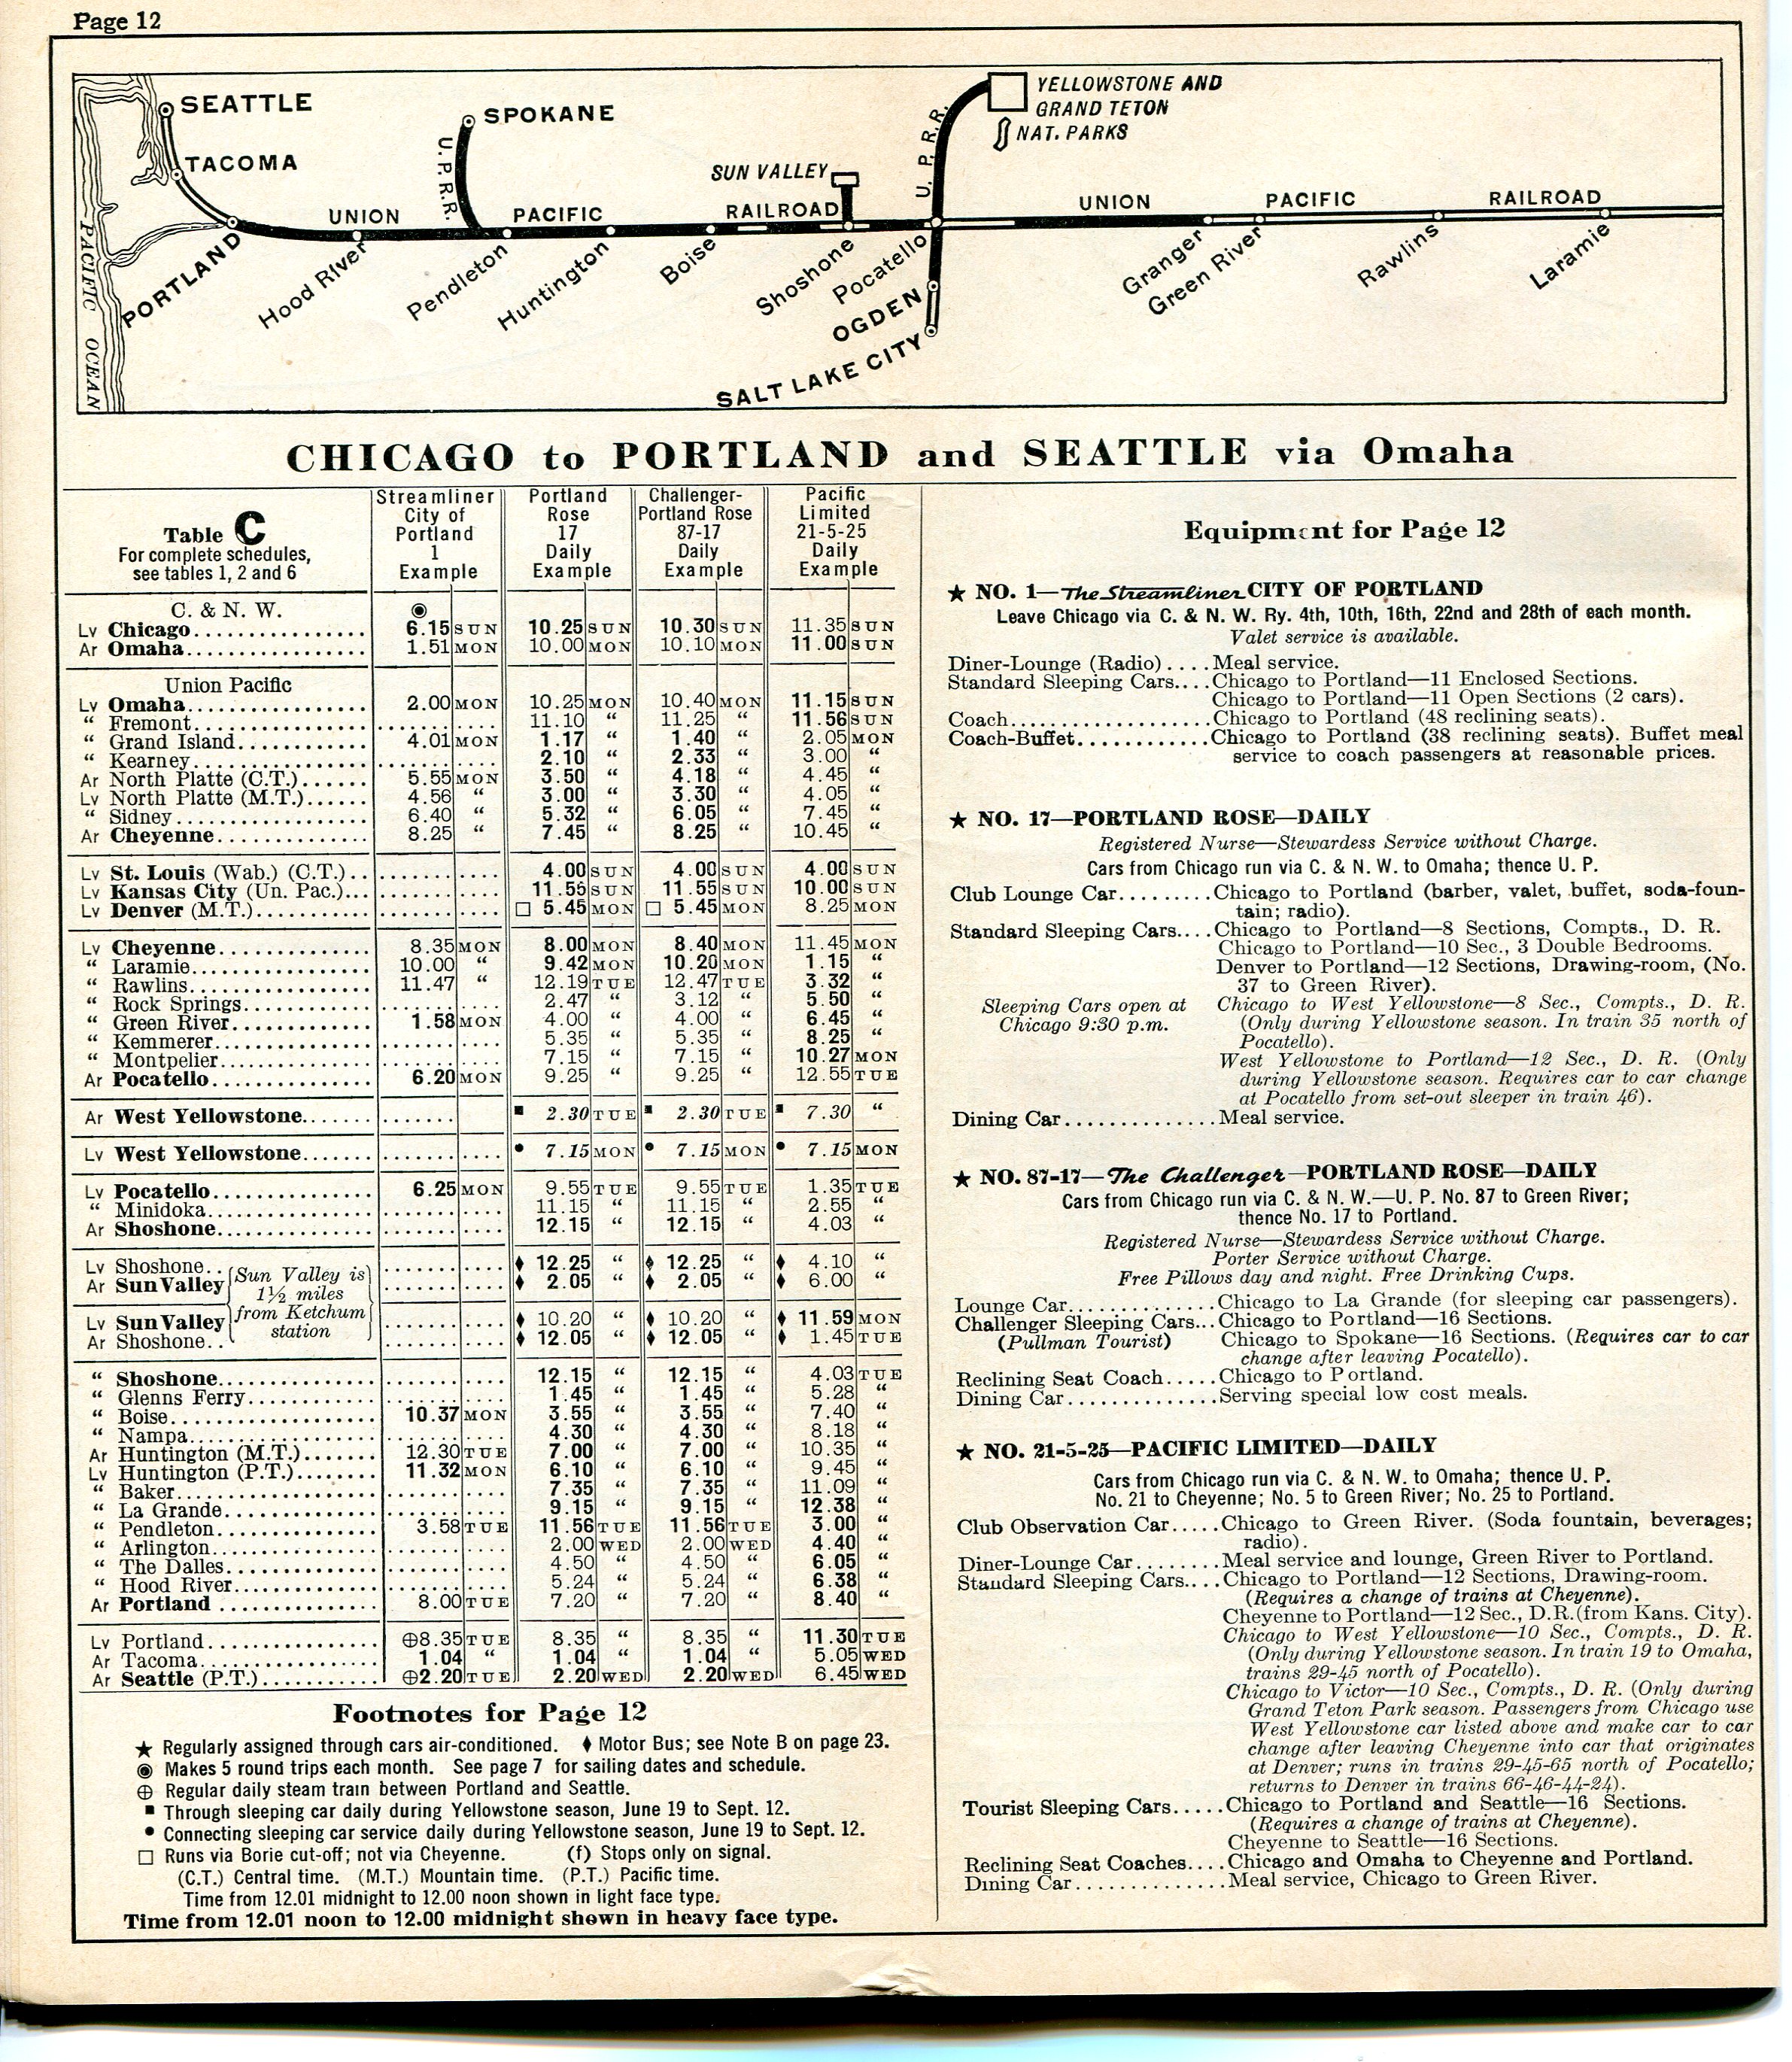 Page 12
SEATTLE
TACOMA
SPOKANE
U. P. R. R.
YELLOWSTONE AND
GRAND TETON
NAT. PARKS
U. P. R. R.
SUN VALLEY
UNION PACIFIC RAILROAD
UNION PACIFIC RAILROAD
PORTLAND
Hood River
Pendleton
Huntington
Boise
Shoshone
Pocatello
OGDEN
SALT LAKE CITY
Granger
Green River
Rawlins
Laramie
PACIFIC OCEAN
CHICAGO to PORTLAND and SEATTLE via Omaha
Table C
For complete schedules,
see tables 1, 2 and 6
Streamliner
City of
Portland
1
Example
Portland
Rose
17
Daily
Example
Challenger-
Portland Rose
87-17
Daily
Example
Pacific
Limited
21-5-25
Daily
Example
C. & N. W. ◉
Lv Chicago................ 6.15 SUN 10.25 SUN 10.30 SUN 11.35 SUN
Ar Omaha................ 1.51 MON 10.00 MON 10.10 MON 11.00 SUN
Union Pacific
Lv Omaha................ 2.00 MON 10.25 MON 10.40 MON 11.15 SUN
“ Fremont................ ........ 11.10 “ 11.25 “ 11.56 SUN
“ Grand Island............ 4.01 MON 1.17 “ 1.40 “ 2.05 MON
“ Kearney................ ........ 2.10 “ 2.33 “ 3.00 “
Ar North Platte (C.T.)...... 5.55 MON 3.50 “ 4.18 “ 4.45 “
Lv North Platte (M.T.)...... 4.56 “ 3.00 “ 3.30 “ 4.05 “
“ Sidney................ 6.40 “ 5.32 “ 6.05 “ 7.45 “
Ar Cheyenne.............. 8.25 “ 7.45 “ 8.25 “ 10.45 “
Lv St. Louis (Wab.) (C.T.).. ........ 4.00 SUN 4.00 SUN 4.00 SUN
Lv Kansas City (Un. Pac.)... ........ 11.55 SUN 11.55 SUN 10.00 SUN
Lv Denver (M.T.)........... ........ □ 5.45 MON □ 5.45 MON 8.25 MON
Lv Cheyenne.............. 8.35 MON 8.00 MON 8.40 MON 11.45 MON
“ Laramie................ 10.00 “ 9.42 MON 10.20 MON 1.15 “
“ Rawlins................ 11.47 “ 12.19 TUE 12.47 TUE 3.32 “
“ Rock Springs............ ........ 2.47 “ 3.12 “ 5.50 “
“ Green River............. 1.58 MON 4.00 “ 4.00 “ 6.45 “
“ Kemmerer.............. ........ 5.35 “ 5.35 “ 8.25 “
“ Montpelier............. ........ 7.15 “ 7.15 “ 10.27 MON
Ar Pocatello.............. 6.20 MON 9.25 “ 9.25 “ 12.55 TUE
Ar West Yellowstone....... ....... ■ 2.30 TUE ■ 2.30 TUE ■ 7.30 “
Lv West Yellowstone....... ........ ● 7.15 MON ● 7.15 MON ● 7.15 MON
Lv Pocatello.............. 6.25 MON 9.55 TUE 9.55 TUE 1.35 TUE
“ Minidoka............... ........ 11.15 “ 11.15 “ 2.55 “
Ar Shoshone.............. ........ 12.15 “ 12.15 “ 4.03 “
Lv Shoshone.. ........ ♦ 12.25 “ ♦ 12.25 “ ♦ 4.10 “
Ar Sun Valley ........ ♦ 2.05 “ ♦ 2.05 “ ♦ 6.00 “
Sun Valley is
1½ miles
from Ketchum
station
Lv Sun Valley ........ ♦ 10.20 “ ♦ 10.20 “ ♦ 11.59 MON
Ar Shoshone.. ........ ♦ 12.05 “ ♦ 12.05 “ ♦ 1.45 TUE
“ Shoshone.............. ........ 12.15 “ 12.15 “ 4.03 TUE
“ Glenns Ferry............ ........ 1.45 “ 1.45 “ 5.28 “
“ Boise.................. 10.37 MON 3.55 “ 3.55 “ 7.40 “
“ Nampa................ ........ 4.30 “ 4.30 “ 8.18 “
Ar Huntington (M.T.)....... 12.30 TUE 7.00 “ 7.00 “ 10.35 “
Lv Huntington (P.T.)........ 11.32 MON 6.10 “ 6.10 “ 9.45 “
“ Baker.................. ........ 7.35 “ 7.35 “ 11.09 “
“ La Grande.............. ........ 9.15 “ 9.15 “ 12.38 “
“ Pendleton.............. 3.58 TUE 11.56 TUE 11.56 TUE 3.00 “
“ Arlington............... ........ 2.00 WED 2.00 WED 4.40 “
“ The Dalles.............. ........ 4.50 “ 4.50 “ 6.05 “
“ Hood River............. ........ 5.24 “ 5.24 “ 6.38 “
Ar Portland .............. 8.00 TUE 7.20 “ 7.20 “ 8.40 “
Lv Portland............... ⊕8.35 TUE 8.35 “ 8.35 “ 11.30 TUE
Ar Tacoma................ 1.04 “ 1.04 “ 1.04 “ 5.05 WED
Ar Seattle (P.T.)........... ⊕2.20 TUE 2.20 WED 2.20 WED 6.45 WED
Footnotes for Page 12
★ Regularly assigned through cars air-conditioned. ♦ Motor Bus; see Note B on page 23.
◉ Makes 5 round trips each month. See page 7 for sailing dates and schedule.
⊕ Regular daily steam train between Portland and Seattle.
■ Through sleeping car daily during Yellowstone season, June 19 to Sept. 12.
● Connecting sleeping car service daily during Yellowstone season, June 19 to Sept. 12.
□ Runs via Borie cut-off; not via Cheyenne. (f) Stops only on signal.
(C.T.) Central time. (M.T.) Mountain time. (P.T.) Pacific time.
Time from 12.01 midnight to 12.00 noon shown in light face type.
Time from 12.01 noon to 12.00 midnight shown in heavy face type.
Equipment for Page 12
★ NO. 1—The Streamliner CITY OF PORTLAND
Leave Chicago via C. & N. W. Ry. 4th, 10th, 16th, 22nd and 28th of each month.
Valet service is available.
Diner-Lounge (Radio)....Meal service.
Standard Sleeping Cars....Chicago to Portland—11 Enclosed Sections.
Chicago to Portland—11 Open Sections (2 cars).
Coach....................Chicago to Portland (48 reclining seats).
Coach-Buffet.............Chicago to Portland (38 reclining seats). Buffet meal
service to coach passengers at reasonable prices.
★ NO. 17—PORTLAND ROSE—DAILY
Registered Nurse—Stewardess Service without Charge.
Cars from Chicago run via C. & N. W. to Omaha; thence U. P.
Club Lounge Car.........Chicago to Portland (barber, valet, buffet, soda-foun-
tain; radio).
Standard Sleeping Cars....Chicago to Portland—8 Sections, Compts., D. R.
Chicago to Portland—10 Sec., 3 Double Bedrooms.
Denver to Portland—12 Sections, Drawing-room, (No.
37 to Green River).
Sleeping Cars open at
Chicago 9:30 p.m.
Chicago to West Yellowstone—8 Sec., Compts., D. R.
(Only during Yellowstone season. In train 35 north of
Pocatello).
West Yellowstone to Portland—12 Sec., D. R. (Only
during Yellowstone season. Requires car to car change
at Pocatello from set-out sleeper in train 46).
Dining Car..............Meal service.
★ NO. 87-17—The Challenger—PORTLAND ROSE—DAILY
Cars from Chicago run via C. & N. W.—U. P. No. 87 to Green River;
thence No. 17 to Portland.
Registered Nurse—Stewardess Service without Charge.
Porter Service without Charge.
Free Pillows day and night. Free Drinking Cups.
Lounge Car..............Chicago to La Grande (for sleeping car passengers).
Challenger Sleeping Cars...Chicago to Portland—16 Sections.
(Pullman Tourist) Chicago to Spokane—16 Sections. (Requires car to car
change after leaving Pocatello).
Reclining Seat Coach.....Chicago to Portland.
Dining Car..............Serving special low cost meals.
★ NO. 21-5-25—PACIFIC LIMITED—DAILY
Cars from Chicago run via C. & N. W. to Omaha; thence U. P.
No. 21 to Cheyenne; No. 5 to Green River; No. 25 to Portland.
Club Observation Car.....Chicago to Green River. (Soda fountain, beverages;
radio).
Diner-Lounge Car........Meal service and lounge, Green River to Portland.
Standard Sleeping Cars....Chicago to Portland—12 Sections, Drawing-room.
(Requires a change of trains at Cheyenne).
Cheyenne to Portland—12 Sec., D.R. (from Kans. City).
Chicago to West Yellowstone—10 Sec., Compts., D. R.
(Only during Yellowstone season. In train 19 to Omaha,
trains 29-45 north of Pocatello).
Chicago to Victor—10 Sec., Compts., D. R. (Only during
Grand Teton Park season. Passengers from Chicago use
West Yellowstone car listed above and make car to car
change after leaving Cheyenne into car that originates
at Denver; runs in trains 29-45-65 north of Pocatello;
returns to Denver in trains 66-46-44-24).
Tourist Sleeping Cars.....Chicago to Portland and Seattle—16 Sections.
(Requires a change of trains at Cheyenne).
Cheyenne to Seattle—16 Sections.
Reclining Seat Coaches....Chicago and Omaha to Cheyenne and Portland.
Dining Car..............Meal service, Chicago to Green River.